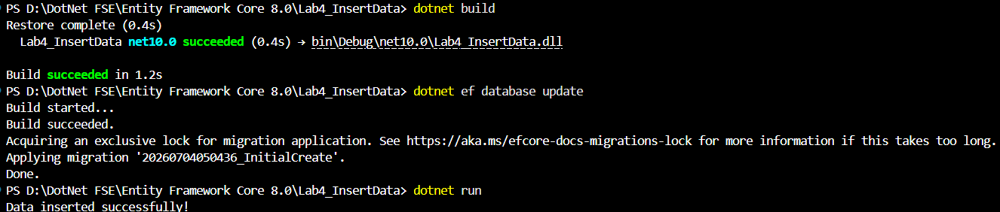 PS D:\DotNet FSE\Entity Framework Core 8.0\Lab4_InsertData> dotnet build
Restore complete (0.4s)
  Lab4_InsertData net10.0 succeeded (0.4s) → bin\Debug\net10.0\Lab4_InsertData.dll

Build succeeded in 1.2s
PS D:\DotNet FSE\Entity Framework Core 8.0\Lab4_InsertData> dotnet ef database update
Build started...
Build succeeded.
Acquiring an exclusive lock for migration application. See https://aka.ms/efcore-docs-migrations-lock for more information if this takes too long.
Applying migration '20260704050436_InitialCreate'.
Done.
PS D:\DotNet FSE\Entity Framework Core 8.0\Lab4_InsertData> dotnet run
Data inserted successfully!